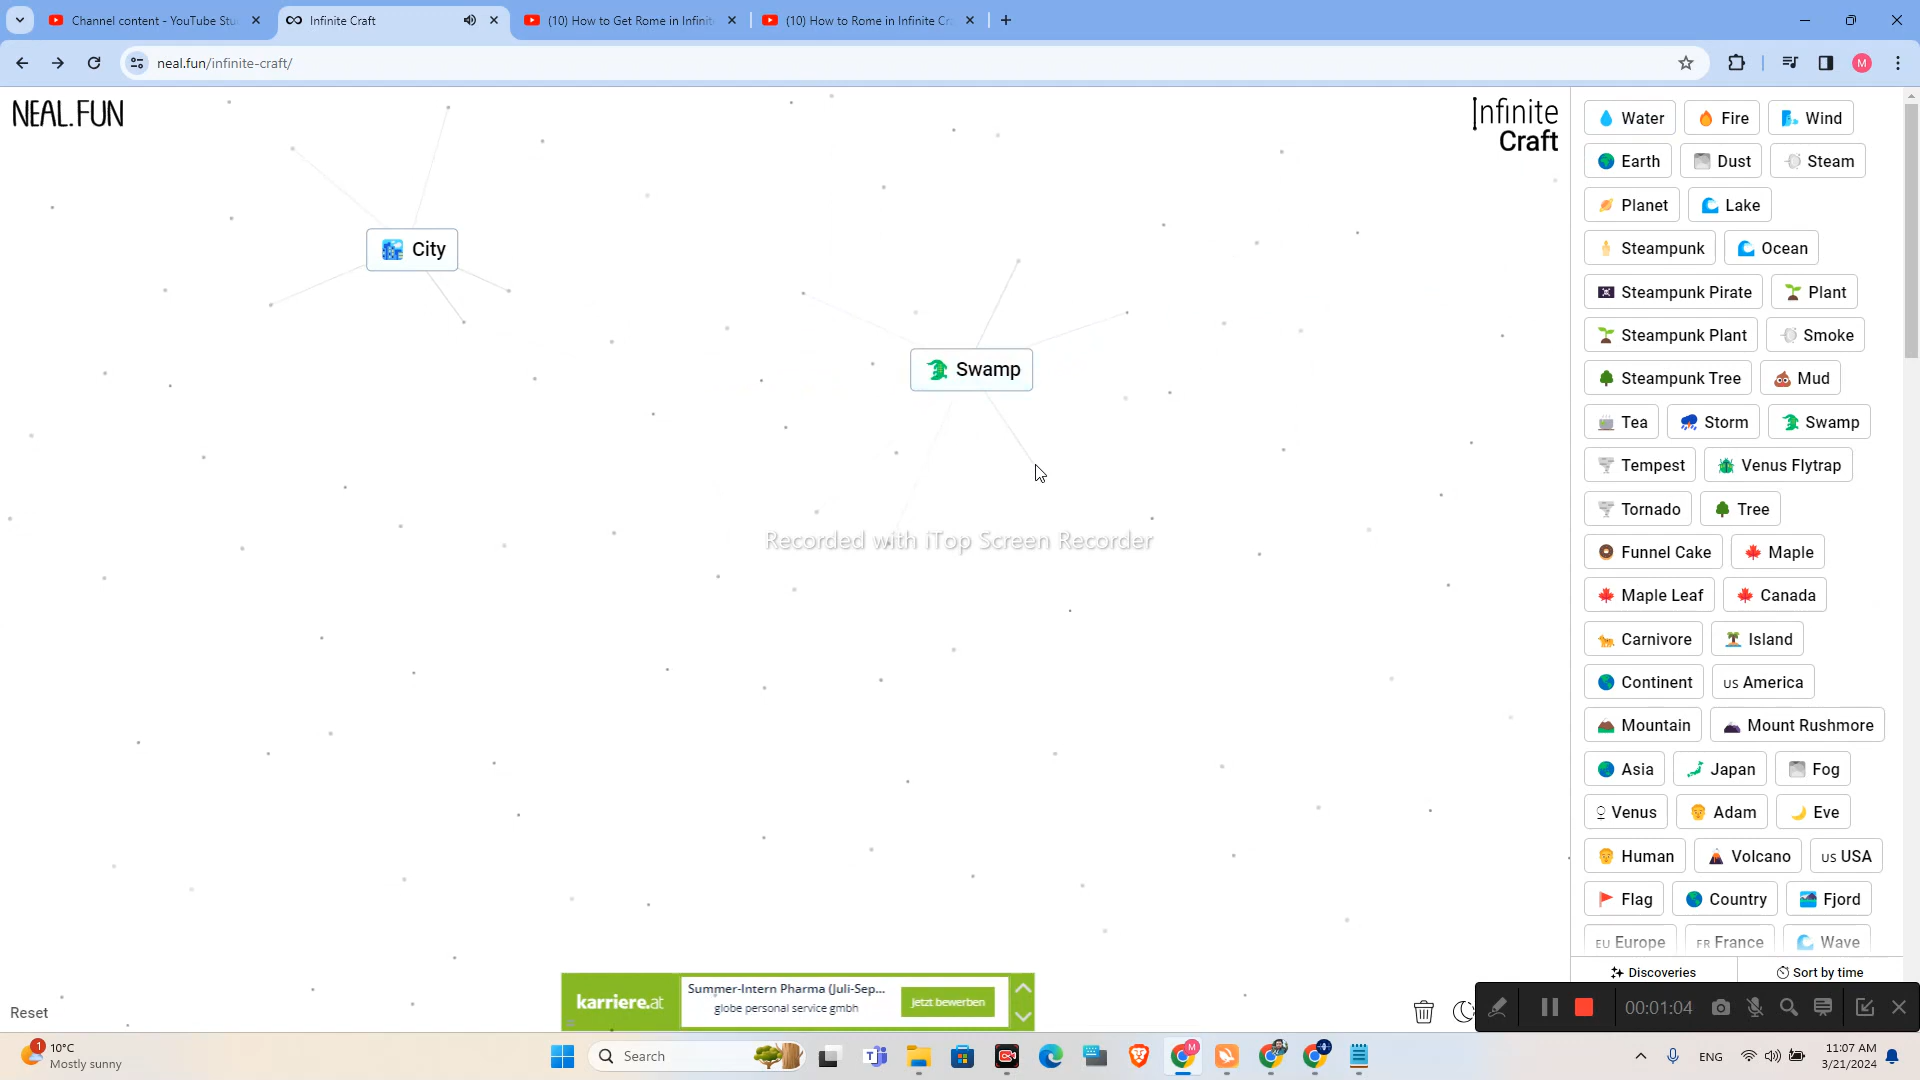 Channel content - YouTube Stu
Infinite Craft
(10) How to Get Rome in Infinit
(10) How to Rome in Infinite Cr
neal.fun/infinite-craft/
M
NEAL.FUN
Infinite
Craft
City
Swamp
Recorded with iTop Screen Recorder
Water
Fire
Wind
Earth
Dust
Steam
Planet
Lake
Steampunk
Ocean
Steampunk Pirate
Plant
Steampunk Plant
Smoke
Steampunk Tree
Mud
Tea
Storm
Swamp
Tempest
Venus Flytrap
Tornado
Tree
Funnel Cake
Maple
Maple Leaf
Canada
Carnivore
Island
Continent
US America
Mountain
Mount Rushmore
Asia
Japan
Fog
Venus
Adam
Eve
Human
Volcano
US USA
Flag
Country
Fjord
EU Europe
FR France
Wave
Discoveries
Sort by time
Reset
karriere.at
Summer-Intern Pharma (Juli-Sep...
globe personal service gmbh
Jetzt bewerben
00:01:04
1
10°C
Mostly sunny
Search
M
ENG
11:07 AM
3/21/2024